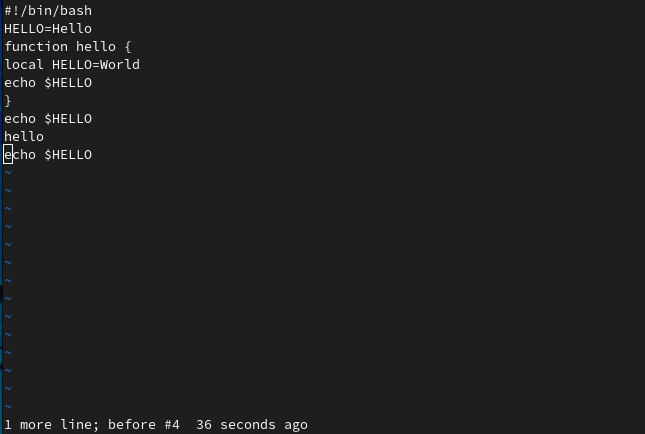 #!/bin/bash
HELLO=Hello
function hello {
local HELLO=World
echo $HELLO
}
echo $HELLO
hello
echo $HELLO
~
~
~
~
~
~
~
~
~
~
~
~
~
~
1 more line; before #4  36 seconds ago